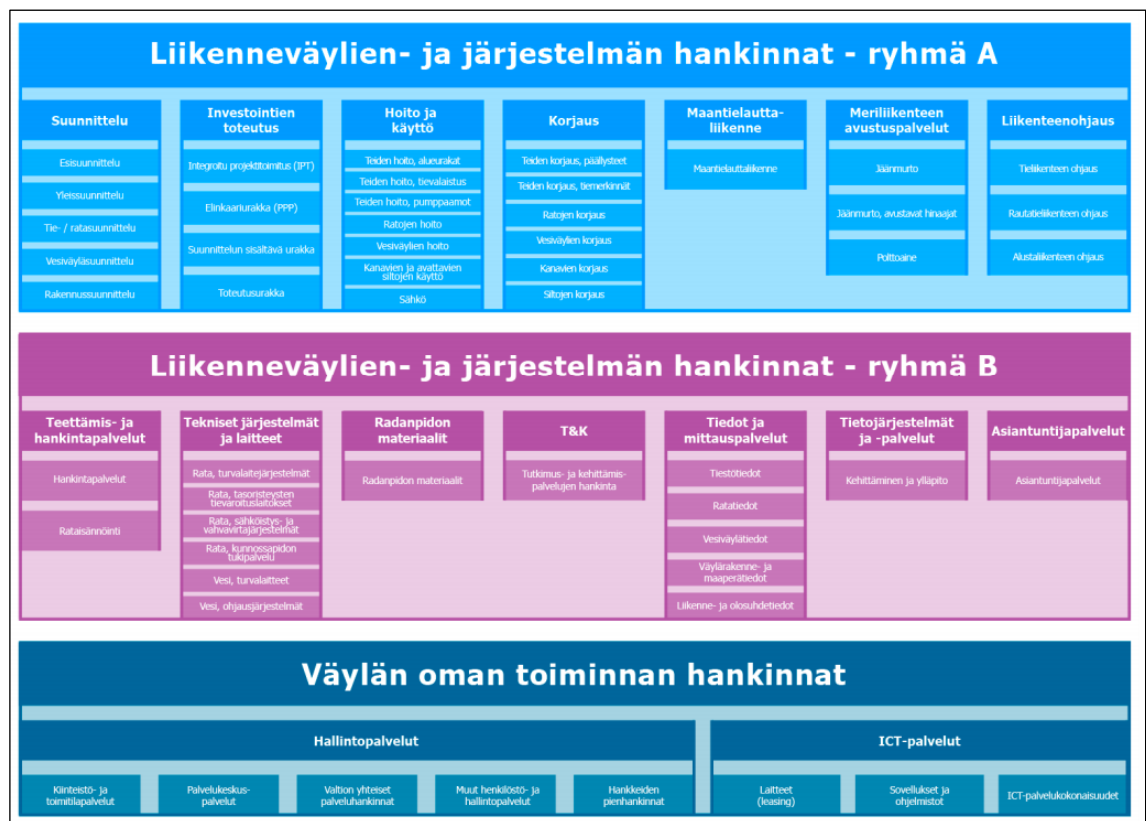 Liikenneväylien- ja järjestelmän hankinnat - ryhmä A
Suunnittelu
Esisuunnittelu
Yleissuunnittelu
Tie- / ratasuunnittelu
Vesiväyläsuunnittelu
Rakennussuunnittelu
Investointien
toteutus
Integroitu projektitoimitus (IPT)
Elinkaariurakka (PPP)
Suunnittelun sisältävä urakka
Toteutusurakka
Hoito ja
käyttö
Teiden hoito, alueurakat
Teiden hoito, tievalaistus
Teiden hoito, pumppaamot
Ratojen hoito
Vesiväylien hoito
Kanavien ja avattavien
siltojen käyttö
Sähkö
Korjaus
Teiden korjaus, päällysteet
Teiden korjaus, tiemerkinnät
Ratojen korjaus
Vesiväylien korjaus
Kanavien korjaus
Siltojen korjaus
Maantielautta-
liikenne
Maantielauttaliikenne
Meriliikenteen
avustuspalvelut
Jäänmurto
Jäänmurto, avustavat hinaajat
Polttoaine
Liikenteenohjaus
Tieliikenteen ohjaus
Rautatieliikenteen ohjaus
Alustaliikenteen ohjaus
Liikenneväylien- ja järjestelmän hankinnat - ryhmä B
Teettämis- ja
hankintapalvelut
Hankintapalvelut
Rataisännöinti
Tekniset järjestelmät
ja laitteet
Rata, turvalaitejärjestelmät
Rata, tasoristeysten
tievaroituslaitokset
Rata, sähköistys- ja
vahvavirtajärjestelmät
Rata, kunnossapidon
tukipalvelu
Vesi, turvalaitteet
Vesi, ohjausjärjestelmät
Radanpidon
materiaalit
Radanpidon materiaalit
T&K
Tutkimus- ja kehittämis-
palvelujen hankinta
Tiedot ja
mittauspalvelut
Tiestötiedot
Ratatiedot
Vesiväylätiedot
Väylärakenne- ja
maaperätiedot
Liikenne- ja olosuhdetiedot
Tietojärjestelmät
ja -palvelut
Kehittäminen ja ylläpito
Asiantuntijapalvelut
Asiantuntijapalvelut
Väylän oman toiminnan hankinnat
Hallintopalvelut
Kiinteistö- ja
toimitilapalvelut
Palvelukeskus-
palvelut
Valtion yhteiset
palveluhankinnat
Muut henkilöstö- ja
hallintopalvelut
Hankkeiden
pienhankinnat
ICT-palvelut
Laitteet
(leasing)
Sovellukset ja
ohjelmistot
ICT-palvelukokonaisuudet